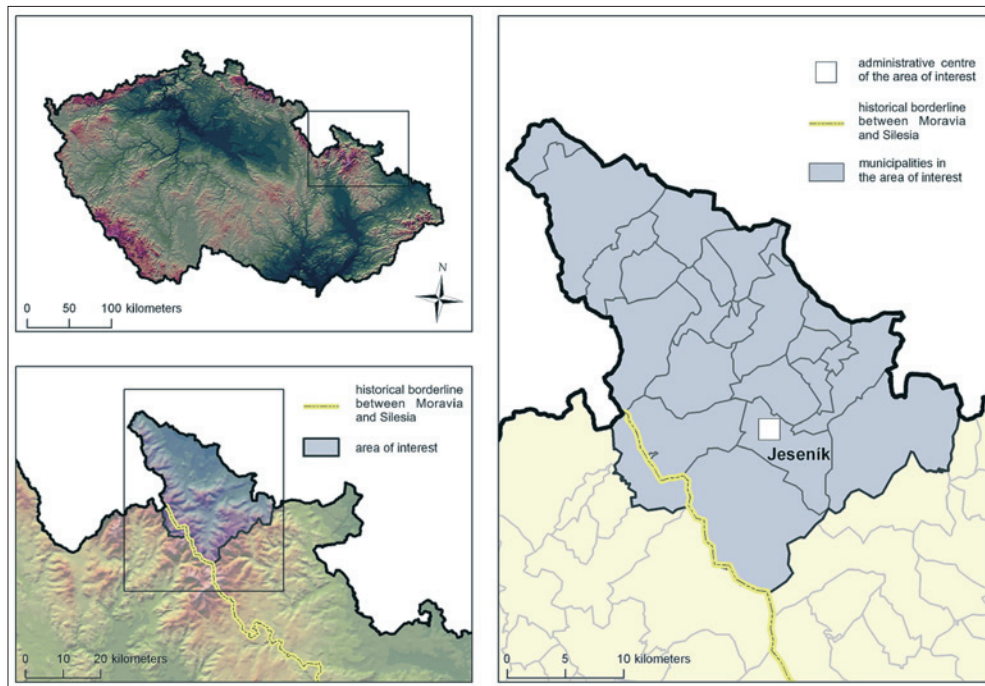 N
0 50 100 kilometers
historical borderline
between Moravia
and Silesia
area of interest
0 10 20 kilometers
administrative centre
of the area of interest
historical borderline
between Moravia
and Silesia
municipalities in
the area of interest
Jeseník
0 5 10 kilometers